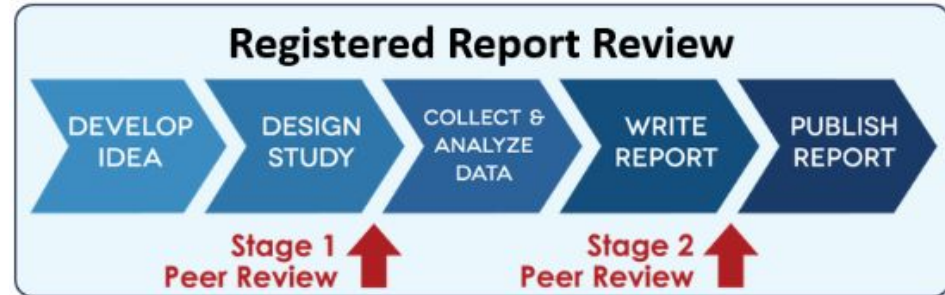 Registered Report Review
DEVELOP
IDEA
DESIGN
STUDY
COLLECT &
ANALYZE
DATA
WRITE
REPORT
PUBLISH
REPORT
Stage 1
Peer Review
Stage 2
Peer Review